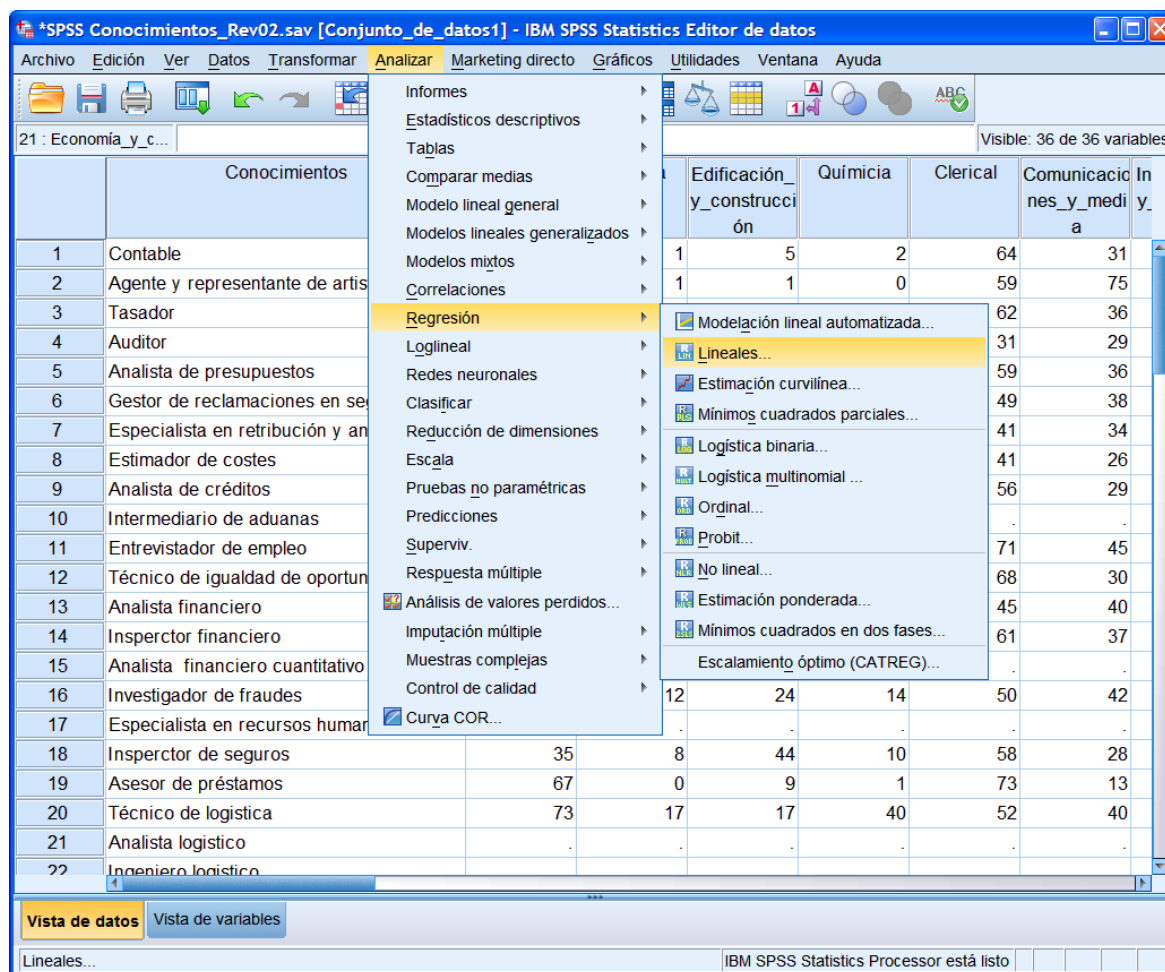 *SPSS Conocimientos_Rev02.sav [Conjunto_de_datos1] - IBM SPSS Statistics Editor de datos
Archivo Edición Ver Datos Transformar Analizar Marketing directo Gráficos Utilidades Ventana Ayuda
21 : Economía_y_c...
Visible: 36 de 36 variables
Informes
Estadísticos descriptivos
Tablas
Comparar medias
Modelo lineal general
Modelos lineales generalizados
Modelos mixtos
Correlaciones
Regresión
Loglineal
Redes neuronales
Clasificar
Reducción de dimensiones
Escala
Pruebas no paramétricas
Predicciones
Superviv.
Respuesta múltiple
Análisis de valores perdidos...
Imputación múltiple
Muestras complejas
Control de calidad
Curva COR...
Modelación lineal automatizada...
Lineales...
Estimación curvilínea...
Mínimos cuadrados parciales...
Logística binaria...
Logística multinomial ...
Ordinal...
Probit...
No lineal...
Estimación ponderada...
Mínimos cuadrados en dos fases...
Escalamiento óptimo (CATREG)...
Conocimientos Edificación_ Químicia Clerical Comunicacio In
y_construcci nes_y_medi y_
ón a
1 Contable 1 5 2 64 31
2 Agente y representante de artis 1 1 0 59 75
3 Tasador 62 36
4 Auditor 31 29
5 Analista de presupuestos 59 36
6 Gestor de reclamaciones en se 49 38
7 Especialista en retribución y an 41 34
8 Estimador de costes 41 26
9 Analista de créditos 56 29
10 Intermediario de aduanas . .
11 Entrevistador de empleo 71 45
12 Técnico de igualdad de oportun 68 30
13 Analista financiero 45 40
14 Insperctor financiero 61 37
15 Analista financiero cuantitativo . .
16 Investigador de fraudes 12 24 14 50 42
17 Especialista en recursos humar . . . . .
18 Insperctor de seguros 35 8 44 10 58 28
19 Asesor de préstamos 67 0 9 1 73 13
20 Técnico de logistica 73 17 17 40 52 40
21 Analista logistico . . . . . .
22 Ingeniero logistico
Vista de datos Vista de variables
Lineales... IBM SPSS Statistics Processor está listo